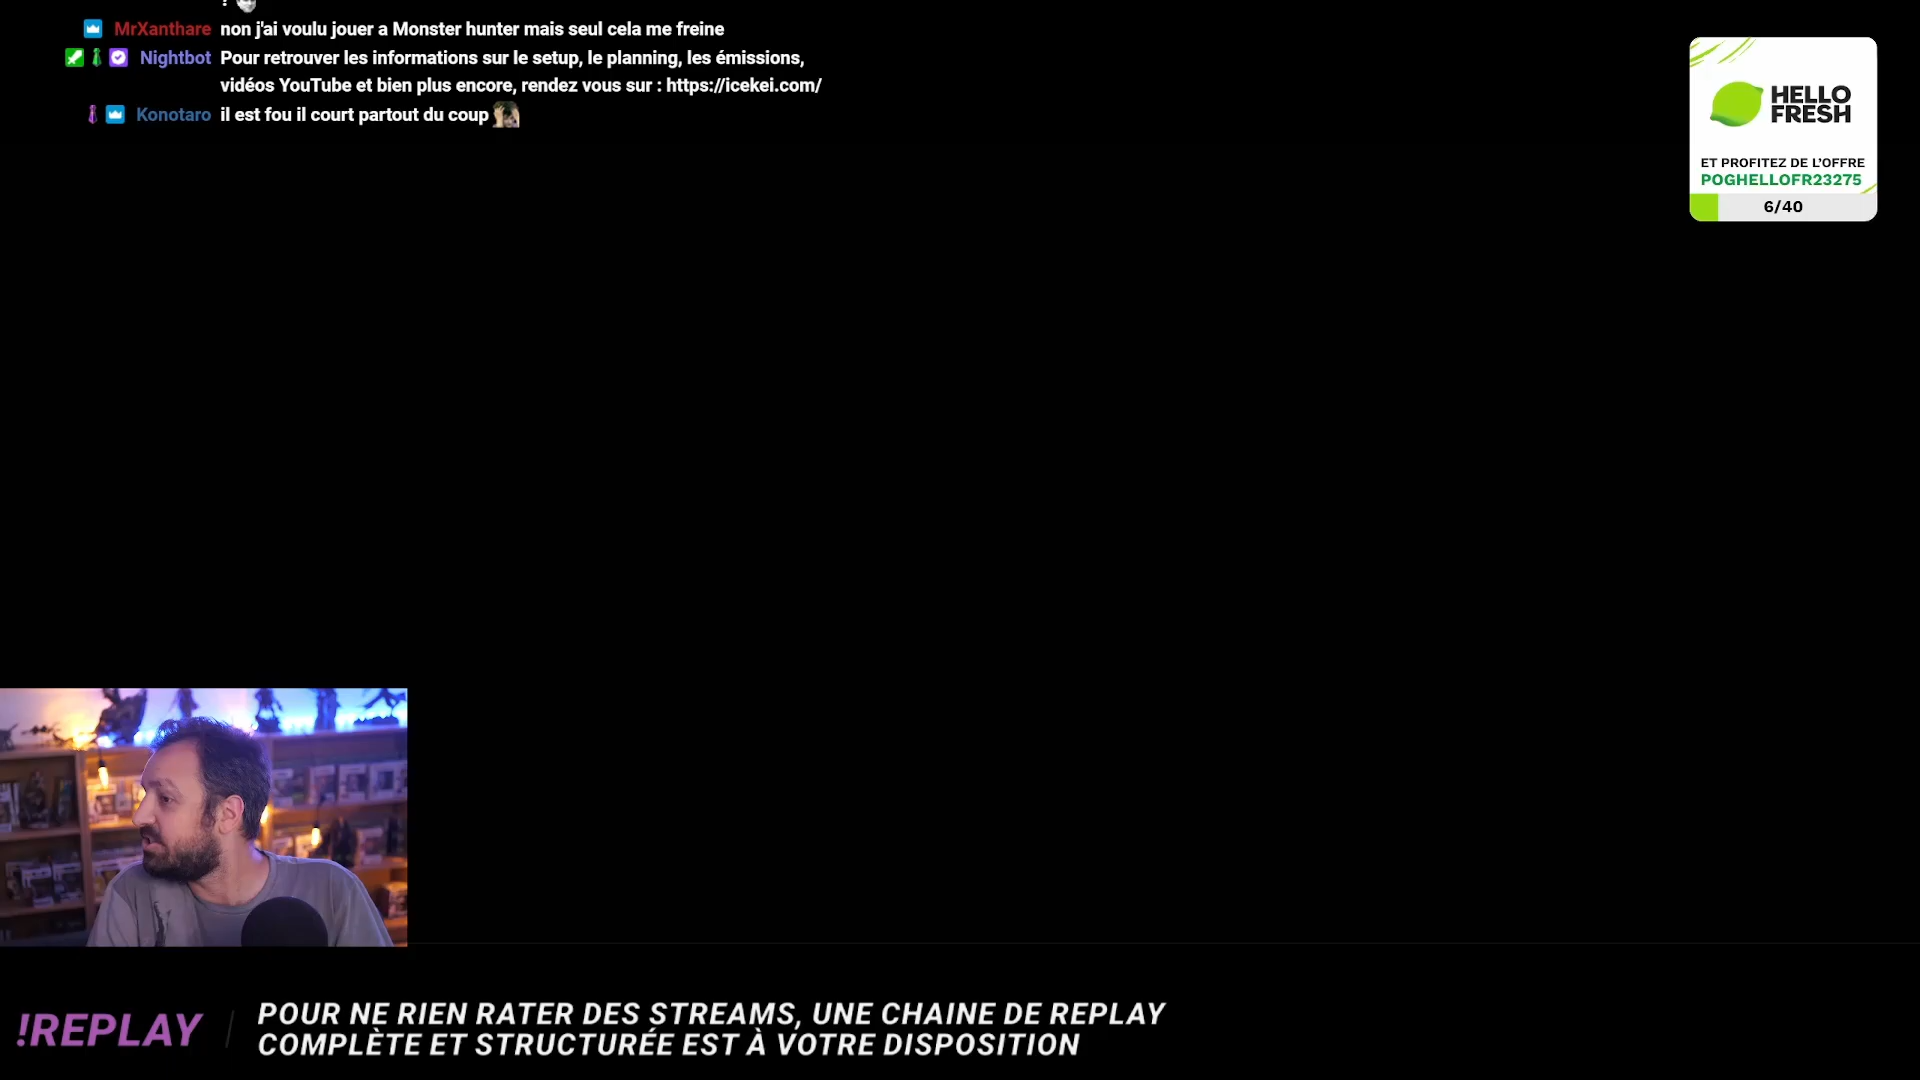 MrXanthare non j'ai voulu jouer a Monster hunter mais seul cela me freine
Nightbot Pour retrouver les informations sur le setup, le planning, les émissions,
vidéos YouTube et bien plus encore, rendez vous sur : https://icekei.com/
Konotaro il est fou il court partout du coup
HELLO
FRESH
ET PROFITEZ DE L'OFFRE
POGHELLOFR23275
6/40
!REPLAY
POUR NE RIEN RATER DES STREAMS, UNE CHAINE DE REPLAY
COMPLÈTE ET STRUCTURÉE EST À VOTRE DISPOSITION